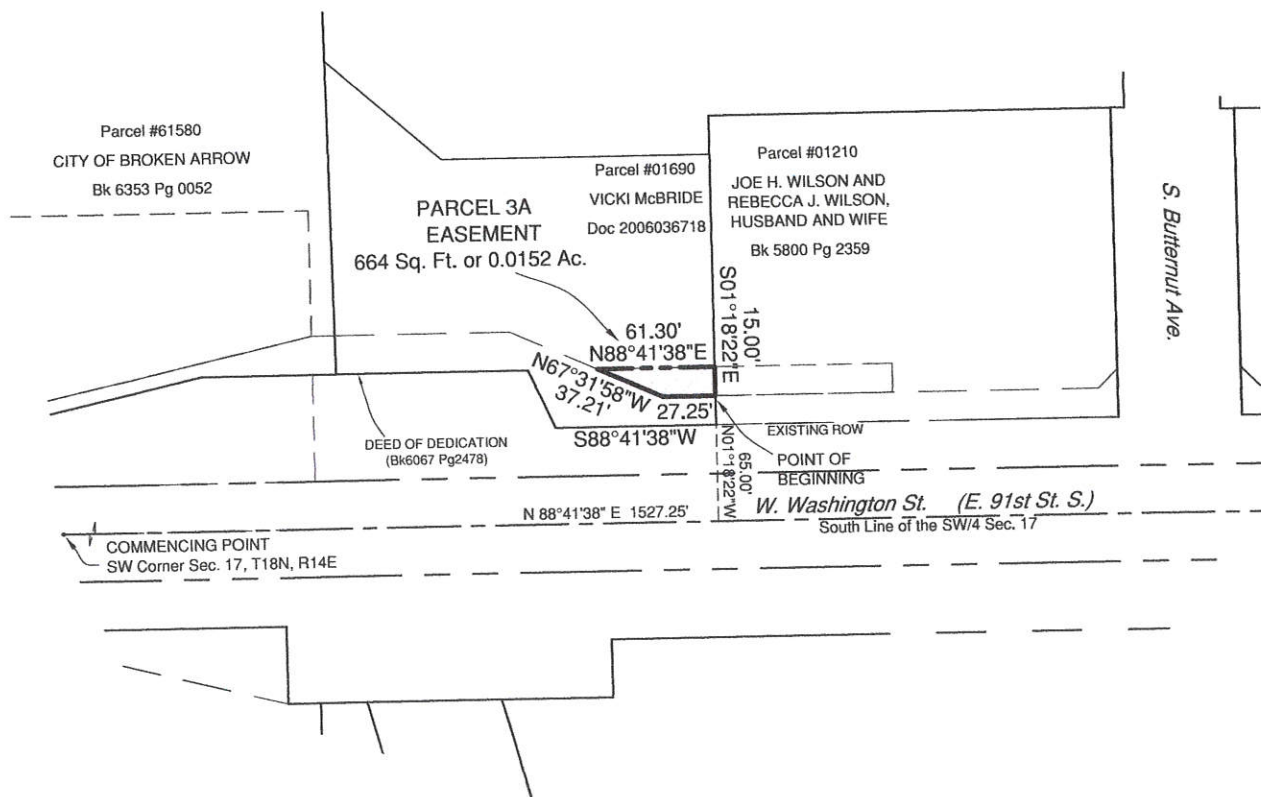 Parcel #61580
CITY OF BROKEN ARROW
Bk 6353 Pg 0052
PARCEL 3A
EASEMENT
664 Sq. Ft. or 0.0152 Ac.
Parcel #01690
VICKI McBRIDE
Doc 2006036718
Parcel #01210
JOE H. WILSON AND
REBECCA J. WILSON,
HUSBAND AND WIFE
Bk 5800 Pg 2359
S. Butternut Ave.
61.30'
N88°41'38"E
15.00'
S01°18'22"E
N67°31'58"W
37.21'
27.25'
S88°41'38"W
DEED OF DEDICATION
(Bk6067 Pg2478)
EXISTING ROW
POINT OF
BEGINNING
65.00'
N01°18'22"W
W. Washington St. (E. 91st St. S.)
N 88°41'38" E 1527.25'
South Line of the SW/4 Sec. 17
COMMENCING POINT
SW Corner Sec. 17, T18N, R14E